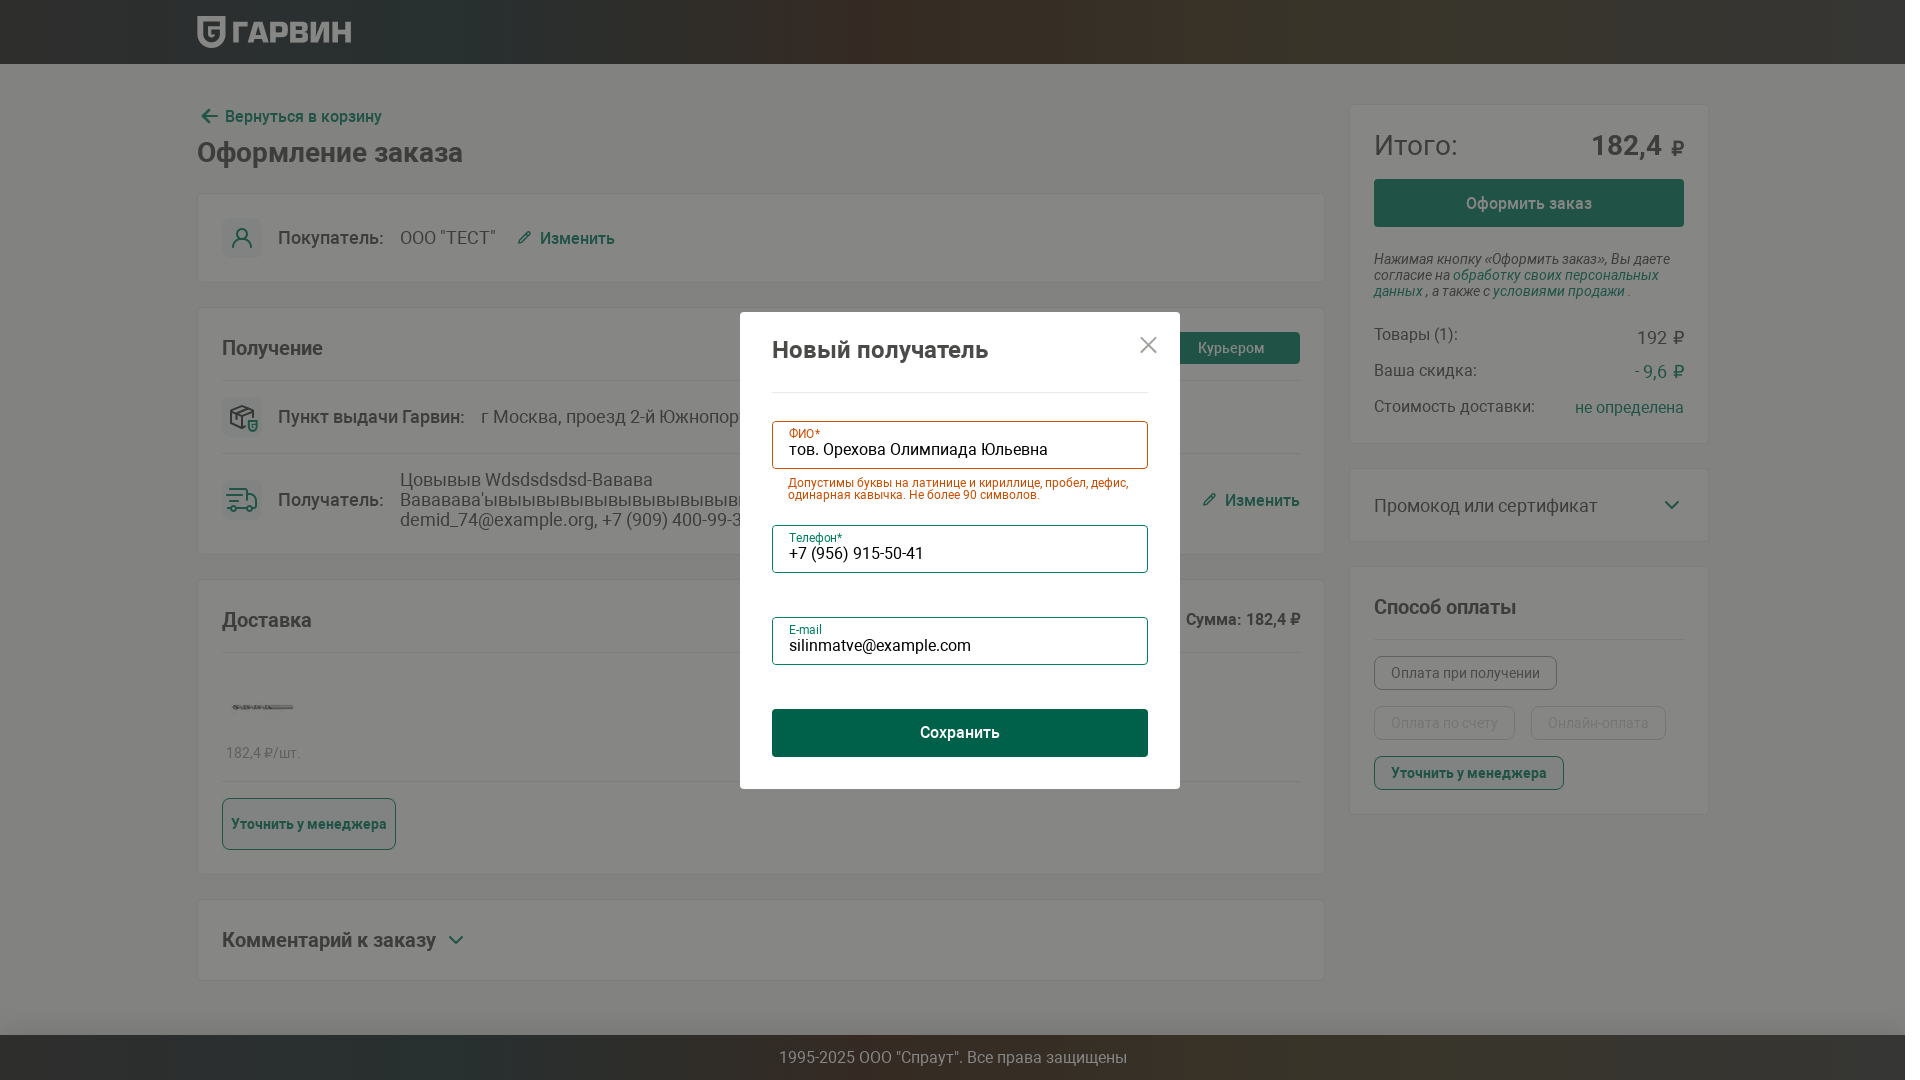 ГАРВИН
Вернуться в корзину
Оформление заказа
Покупатель: ООО "ТЕСТ" Изменить
Получение
Курьером
Пункт выдачи Гарвин: г Москва, проезд 2-й Южнопор
Получатель:
Цовывыв Wdsdsdsdsd-Вавава
demid_74@example.org, +7 (909) 400-99-3
Изменить
Доставка
Сумма: 182,4 ₽
182,4 ₽/шт.
Уточнить у менеджера
Комментарий к заказу
Новый получатель
ФИО*
тов. Орехова Олимпиада Юльевна
Допустимы буквы на латинице и кириллице, пробел, дефис,
одинарная кавычка. Не более 90 символов.
Телефон*
+7 (956) 915-50-41
E-mail
silinmatve@example.com
Сохранить
Итого: 182,4 ₽
Оформить заказ
Нажимая кнопку «Оформить заказ», Вы даете
согласие на обработку своих персональных
данных , а также с условиями продажи .
Товары (1): 192 ₽
Ваша скидка: - 9,6 ₽
Стоимость доставки: не определена
Промокод или сертификат
Способ оплаты
Оплата при получении
Оплата по счету Онлайн-оплата
Уточнить у менеджера
1995-2025 ООО "Спраут". Все права защищены